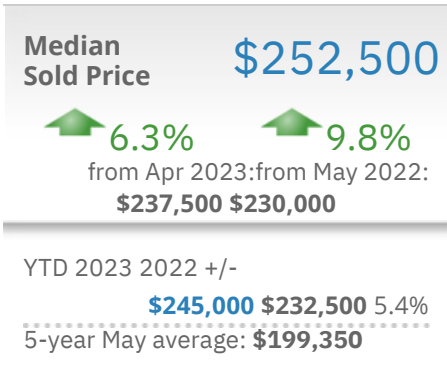 Median
Sold Price
$252,500
6.3% 9.8%
from Apr 2023:from May 2022:
$237,500 $230,000
YTD 2023 2022 +/-
$245,000 $232,500 5.4%
5-year May average: $199,350